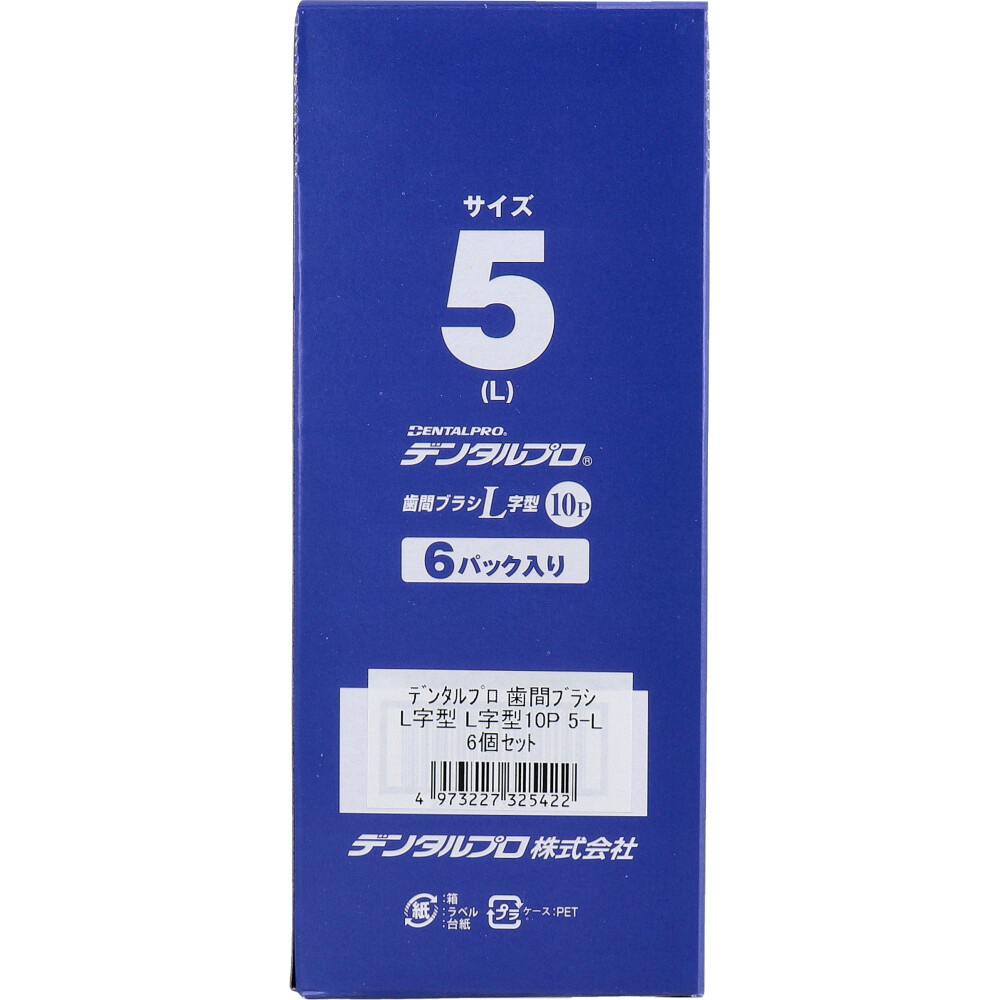 サイズ
5
(L)
DENTALPRO®
デンタルプロ®
歯間ブラシL字型 10P
6パック入り
デンタルプロ 歯間ブラシ
L字型 L字型10P 5-L
6個セット
4 973227 325422
デンタルプロ株式会社
紙 :箱
:ラベル
:台紙
プラ ケース:PET